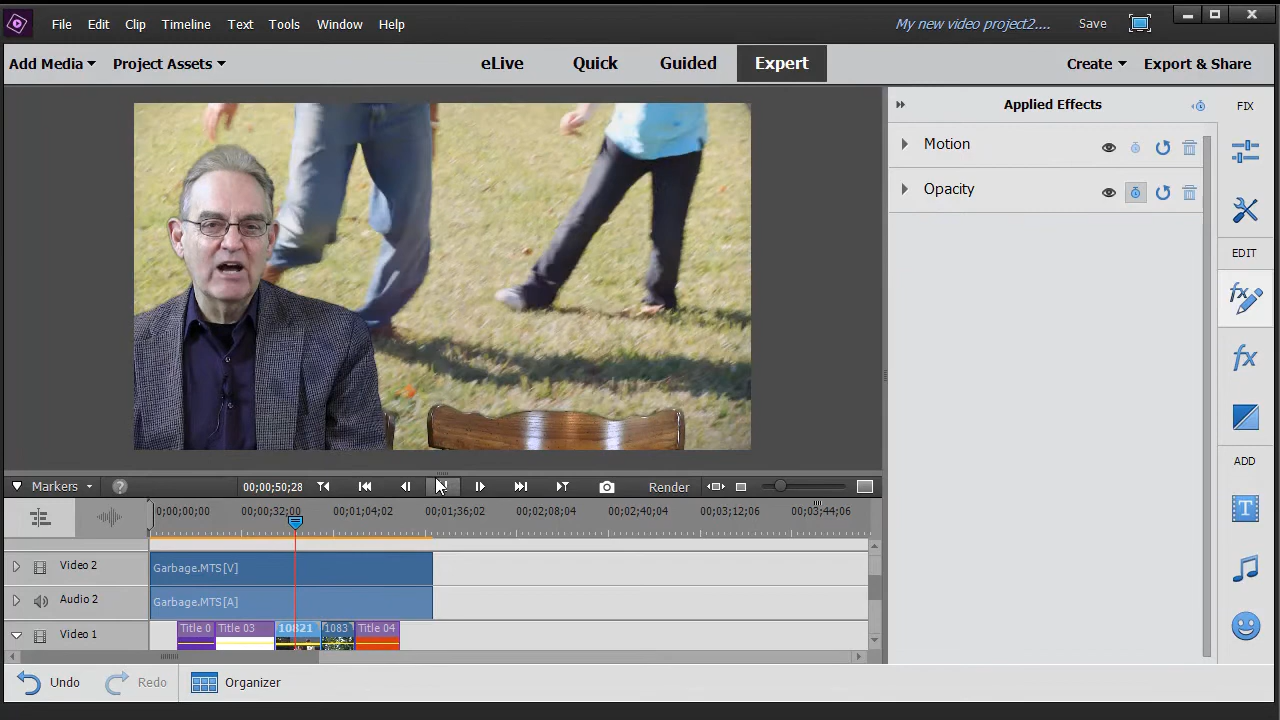 File Edit Clip Timeline Text Tools Window Help My new video project2.... Save
Add Media Project Assets eLive Quick Guided Expert Create Export & Share
Applied Effects FIX
Motion
Opacity
EDIT
fx
fx
ADD
T
Markers ? 00;00;50;28 Render
0;00;00;00 00;00;32;00 00;01;04;02 00;01;36;02 00;02;08;04 00;02;40;04 00;03;12;06 00;03;44;06
Video 2 Garbage.MTS[V]
Audio 2 Garbage.MTS[A]
Video 1 Title 0 Title 03 10821 1083 Title 04
Undo Redo Organizer